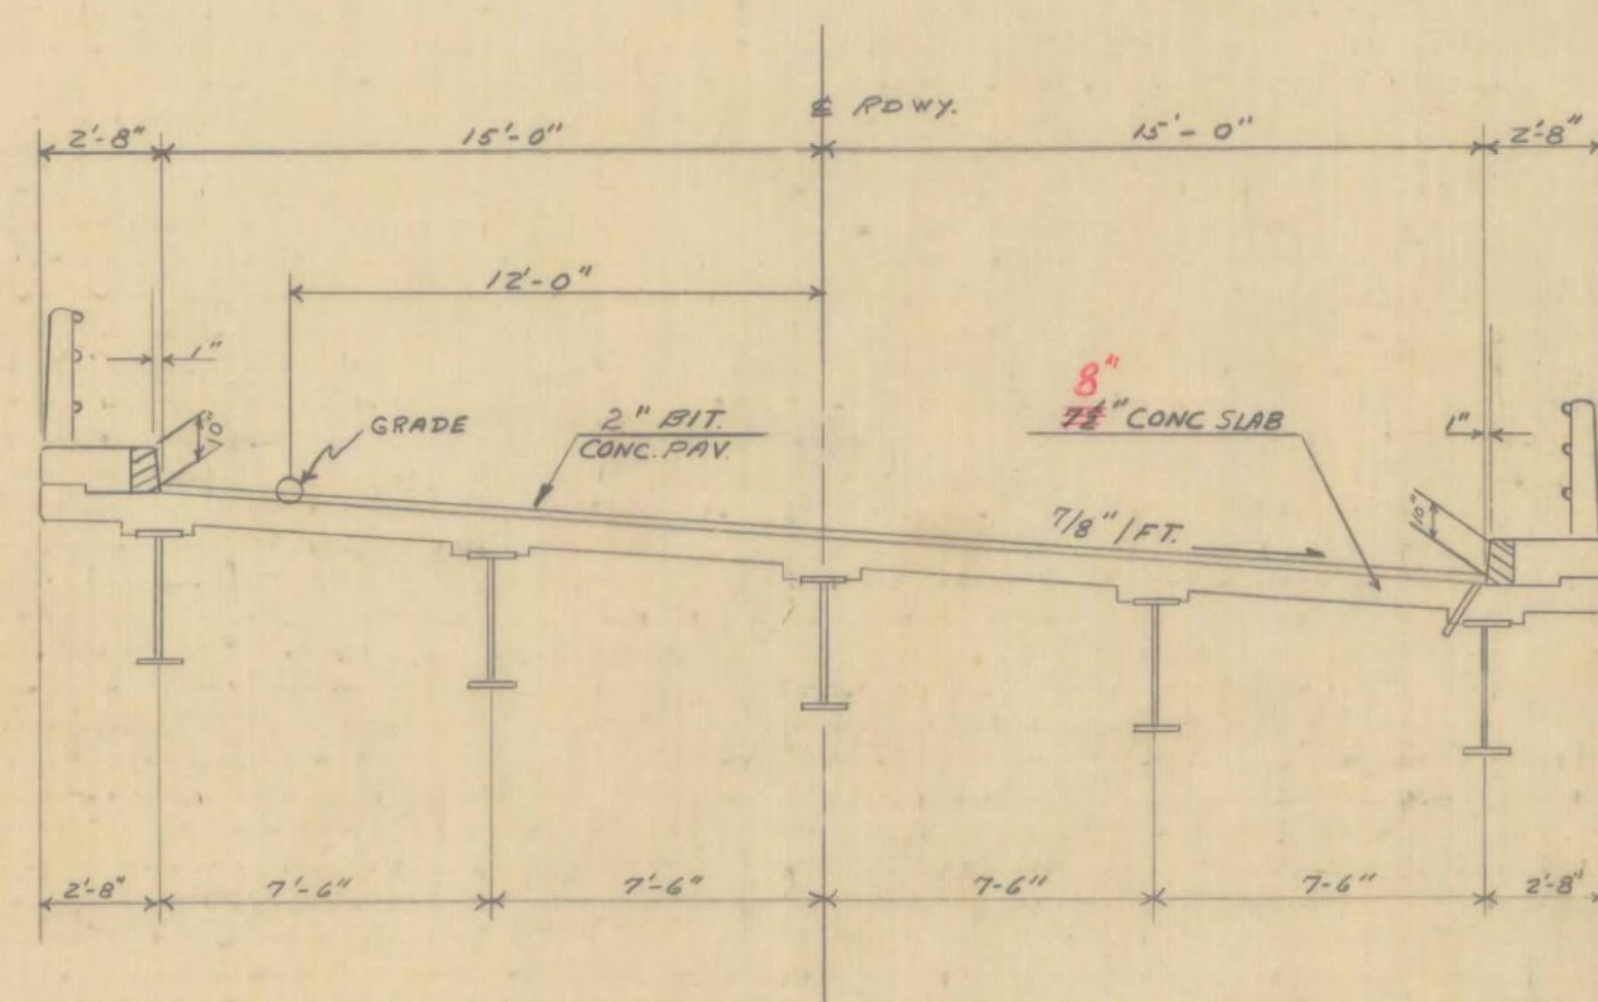 ℄ RDWY.
2'-8" 15'-0" 15'-0" 2'-8"
12'-0"
1"
10"
GRADE
2" BIT.
CONC. PAV.
8"
7½" CONC SLAB
1"
10"
7/8" / FT.
2'-8" 7'-6" 7'-6" 7-6" 7-6" 2'-8"